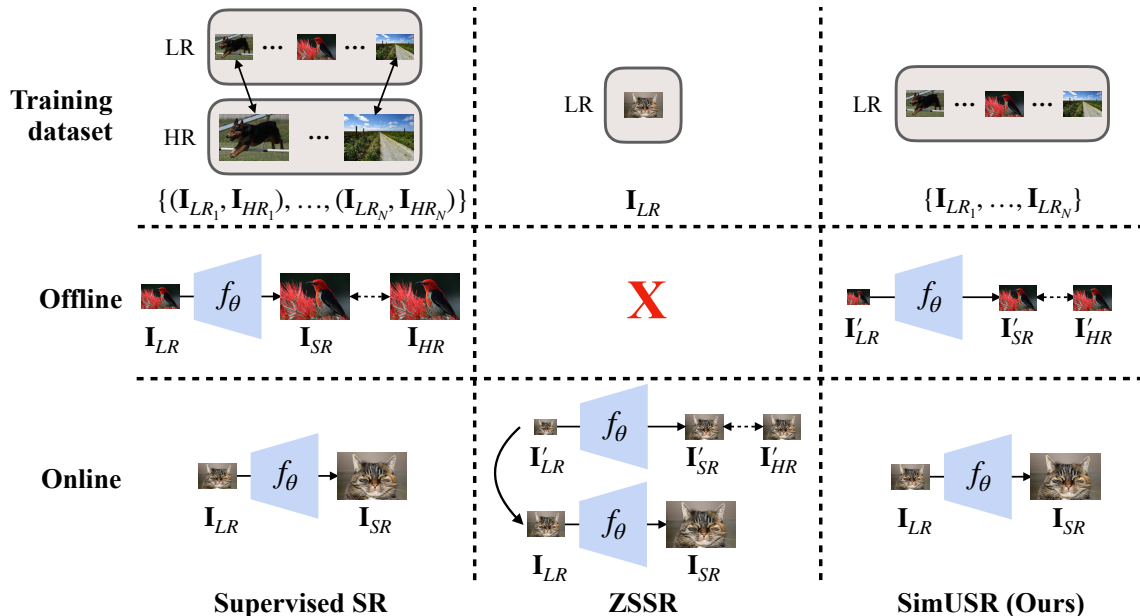 LR ... ...
HR ...
LR
LR ... ...
Training
dataset
{(I_{LR_1}, I_{HR_1}), ..., (I_{LR_N}, I_{HR_N})}
I_{LR}
{I_{LR_1}, ..., I_{LR_N}}
Offline
f_θ
I_{LR} I_{SR} I_{HR}
X
f_θ
I'_{LR} I'_{SR} I'_{HR}
Online
f_θ
I_{LR} I_{SR}
f_θ
I'_{LR} I'_{SR} I'_{HR}
f_θ
I_{LR} I_{SR}
f_θ
I_{LR} I_{SR}
Supervised SR
ZSSR
SimUSR (Ours)